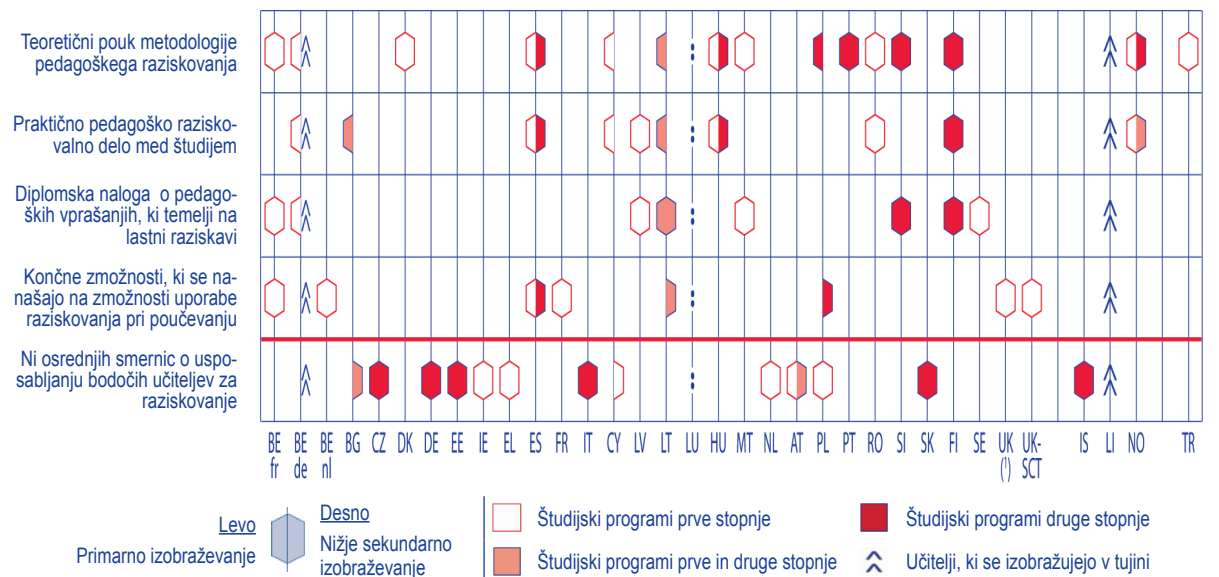 Teoretični pouk metodologije
pedagoškega raziskovanja
Praktično pedagoško razisko-
valno delo med študijem
Diplomska naloga o pedago-
ških vprašanjih, ki temelji na
lastni raziskavi
Končne zmožnosti, ki se na-
našajo na zmožnosti uporabe
raziskovanja pri poučevanju
Ni osrednjih smernic o uspo-
sabljanju bodočih učiteljev za
raziskovanje
BE BE BE BG CZ DK DE EE IE EL ES FR IT CY LV LT LU HU MT NL AT PL PT RO SI SK FI SE UK UK- IS LI NO TR
fr de nl (1) SCT
Levo
Primarno izobraževanje
Desno
Nižje sekundarno
izobraževanje
Študijski programi prve stopnje
Študijski programi druge stopnje
Študijski programi prve in druge stopnje
Učitelji, ki se izobražujejo v tujini